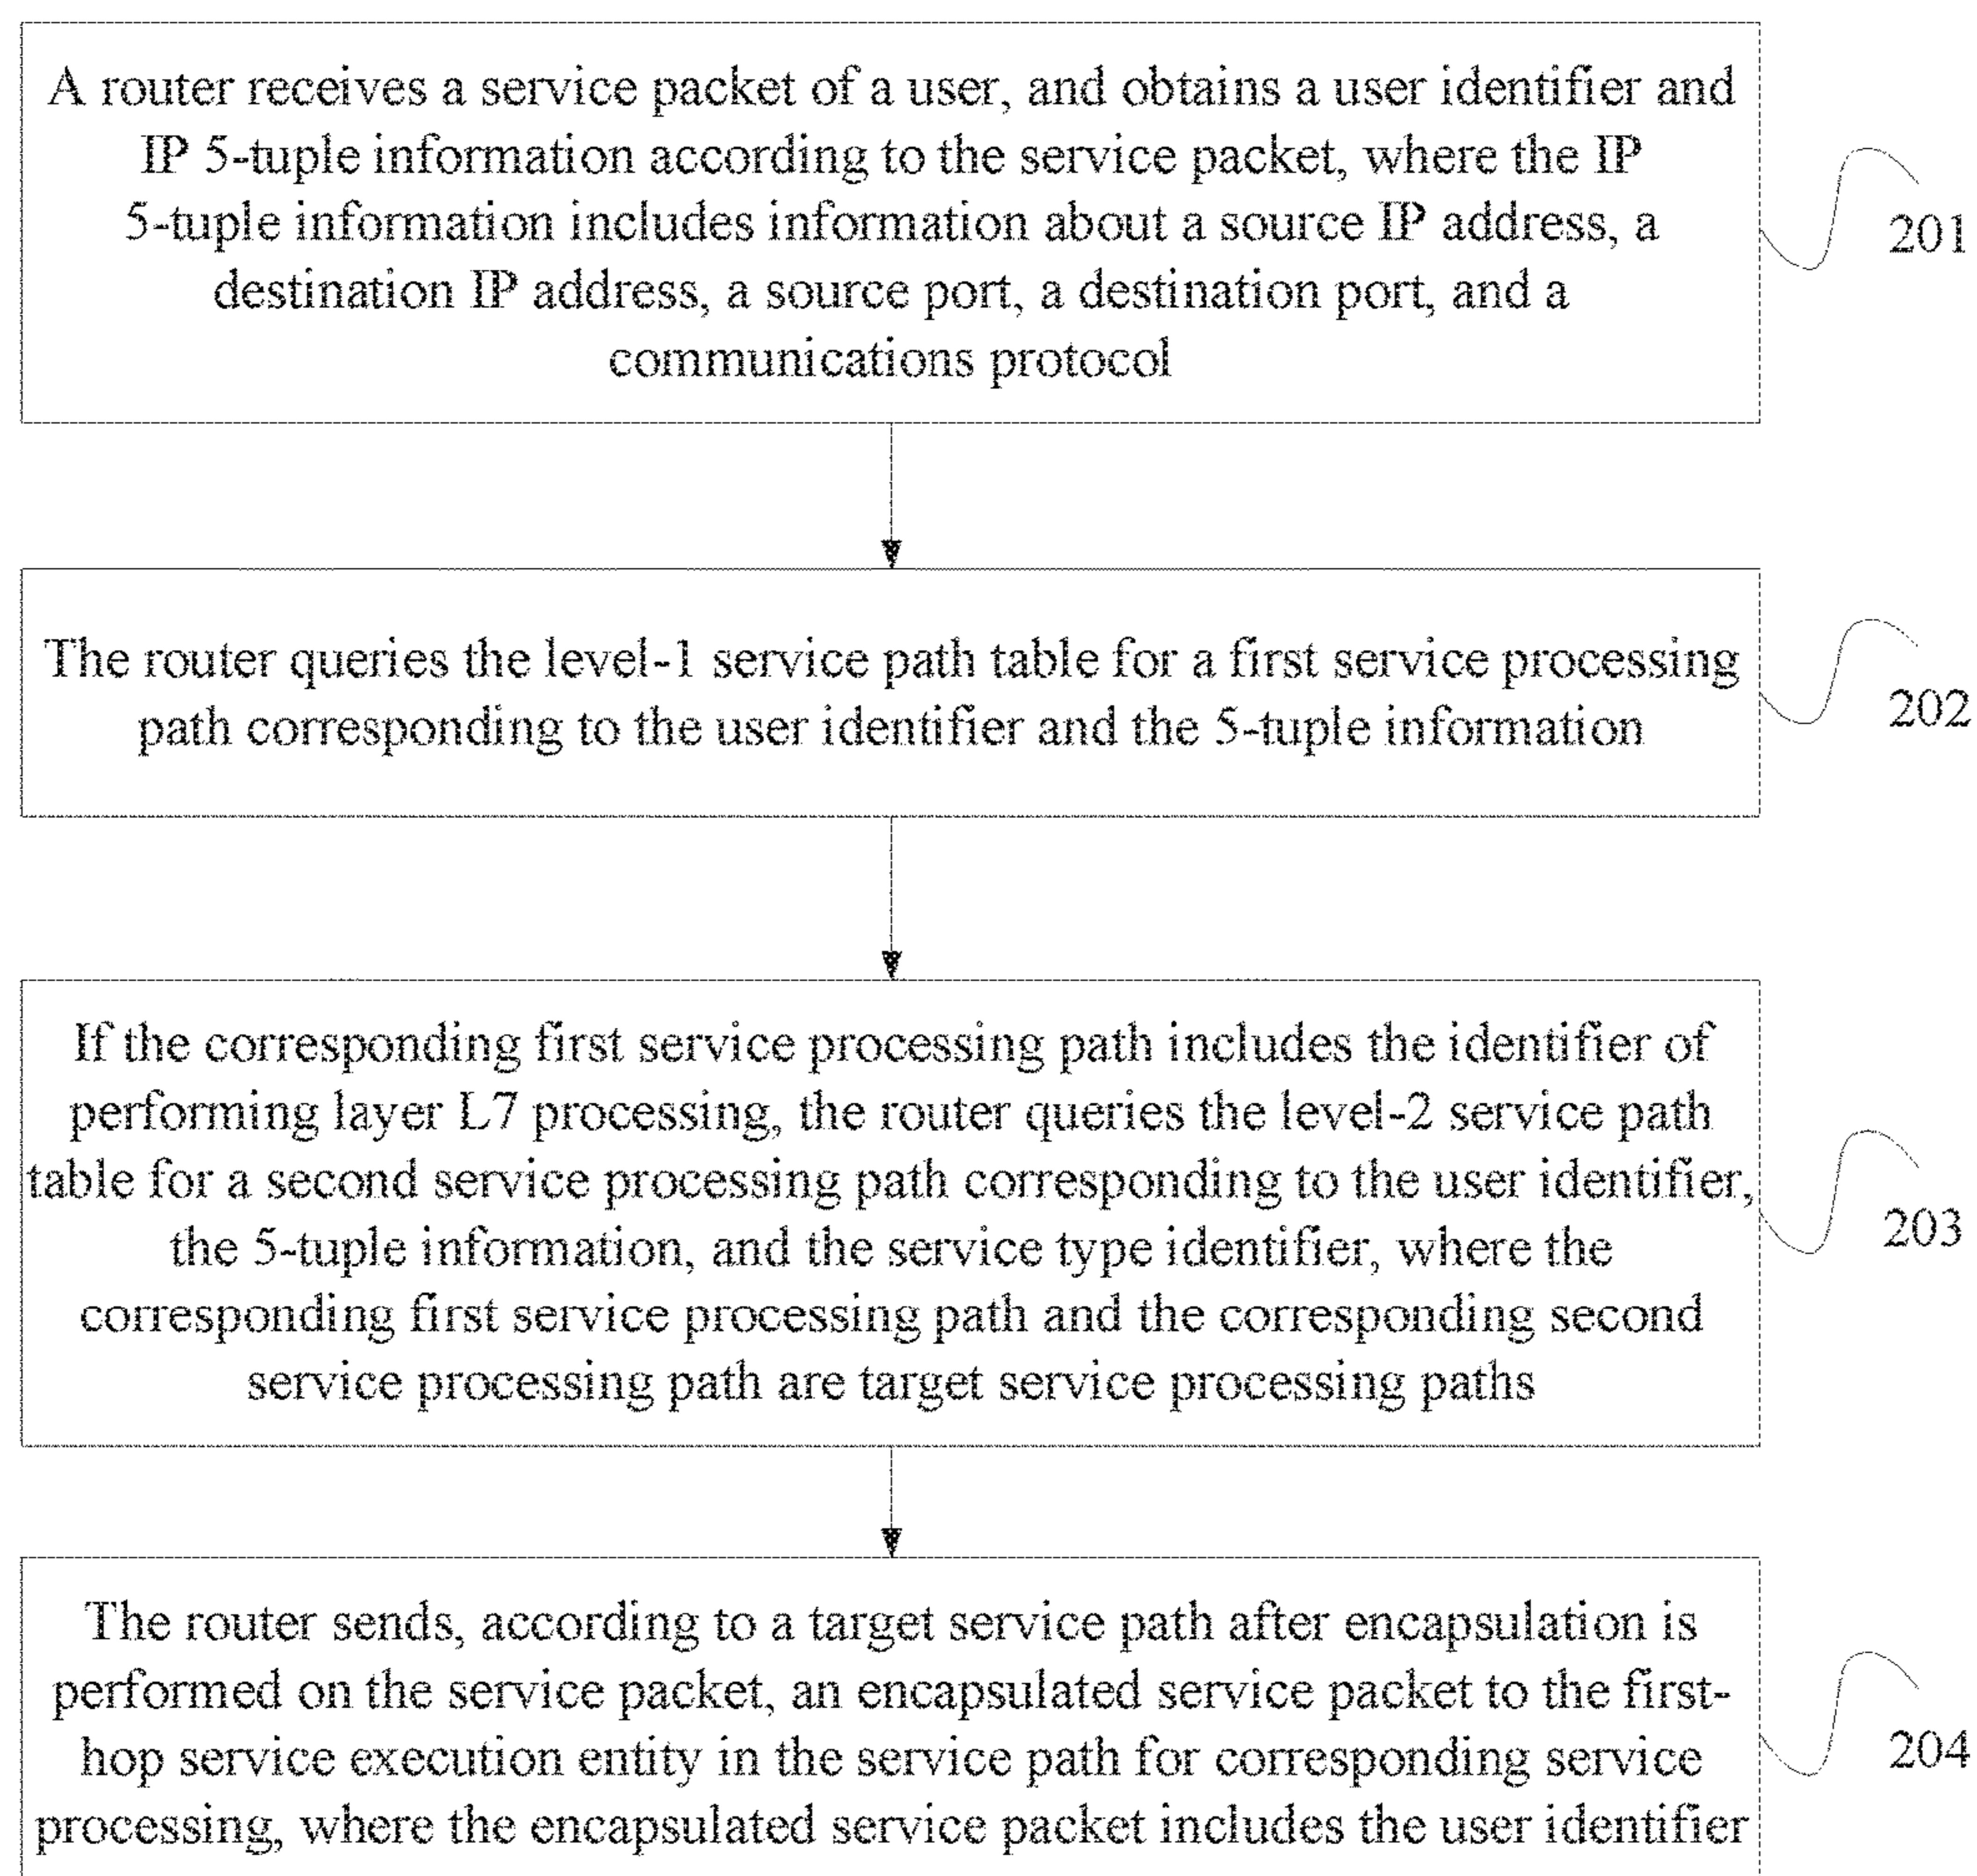 A router receives a service packet of a user, and obtains a user identifier and
IP 5-tuple information according to the service packet, where the IP
5-tuple information includes information about a source IP address, a
destination IP address, a source port, a destination port, and a
communications protocol
201
The router queries the level-1 service path table for a first service processing
path corresponding to the user identifier and the 5-tuple information
202
If the corresponding first service processing path includes the identifier of
performing layer L7 processing, the router queries the level-2 service path
table for a second service processing path corresponding to the user identifier,
the 5-tuple information, and the service type identifier, where the
corresponding first service processing path and the corresponding second
service processing path are target service processing paths
203
The router sends, according to a target service path after encapsulation is
performed on the service packet, an encapsulated service packet to the first-
hop service execution entity in the service path for corresponding service
processing, where the encapsulated service packet includes the user identifier
204